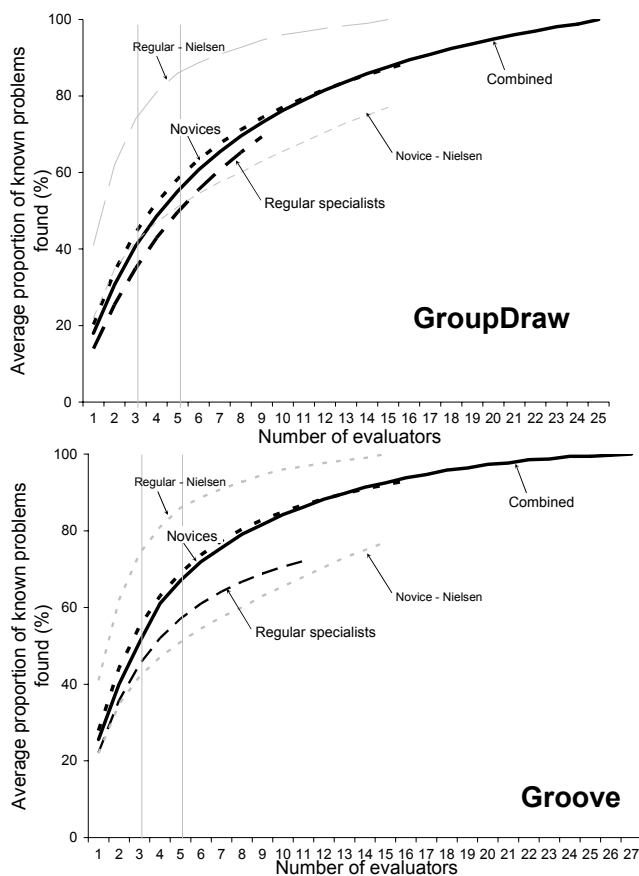 100
Regular - Nielsen
80
Combined
Novices
Novice - Nielsen
60
Regular specialists
40
20
0
Average proportion of known problems
found (%)
GroupDraw
1 2 3 4 5 6 7 8 9 10 11 12 13 14 15 16 17 18 19 20 21 22 23 24 25
Number of evaluators
100
Regular - Nielsen
80
Combined
Novices
Novice - Nielsen
60
Regular specialists
40
20
0
Average proportion of known problems
found (%)
Groove
1 2 3 4 5 6 7 8 9 10 11 12 13 14 15 16 17 18 19 20 21 22 23 24 25 26 27
Number of evaluators